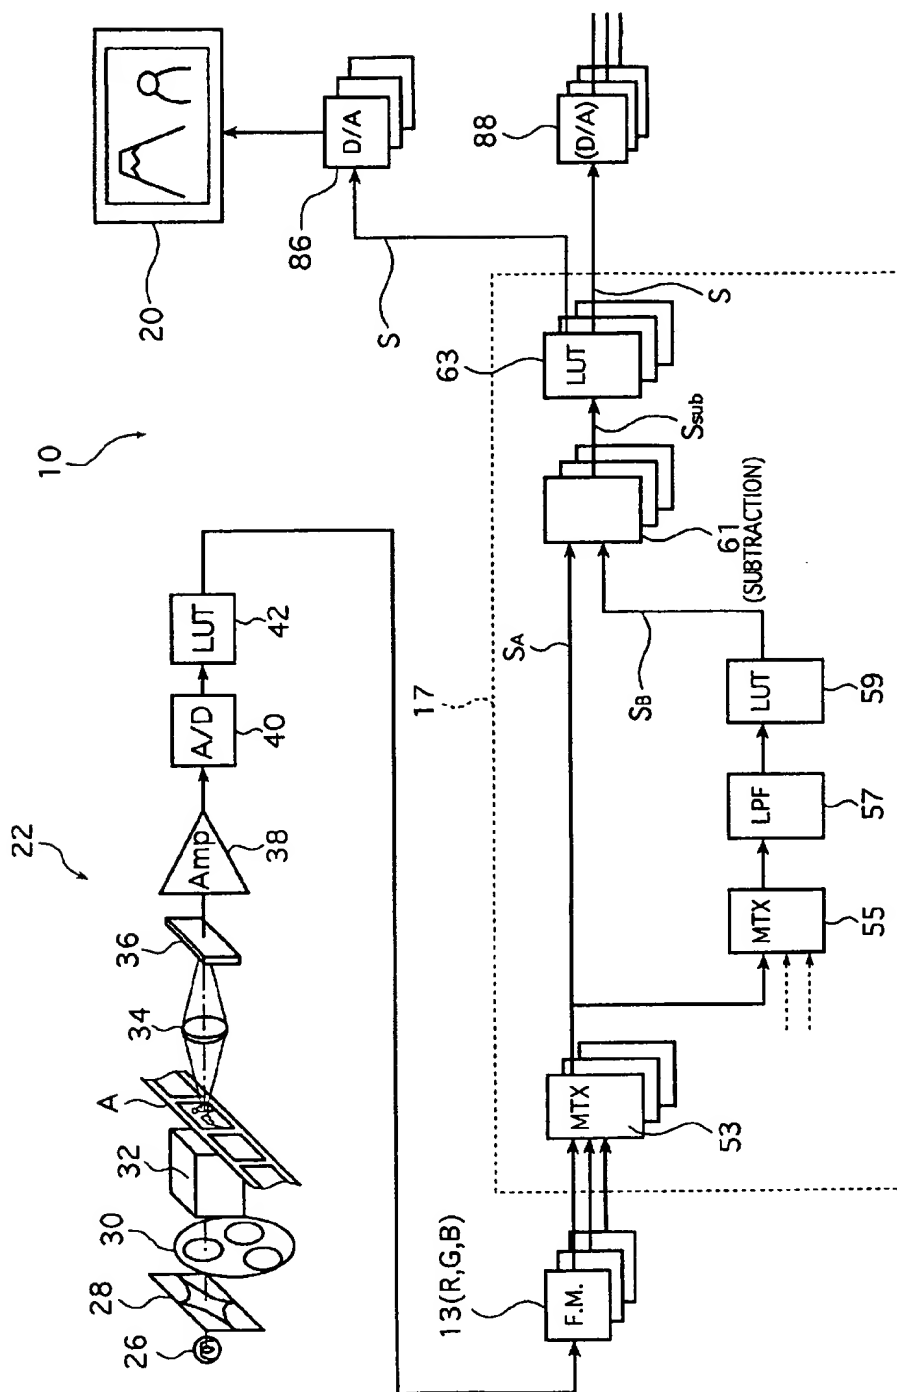 10
22
26
28
30
32
A
34
36
Amp
38
A/D
40
LUT
42
13(R,G,B)
F.M.
17
MTX
53
SA
MTX
55
LPF
57
LUT
59
SB
61
(SUBTRACTION)
Ssub
LUT
63
S
S
D/A
86
20
(D/A)
88